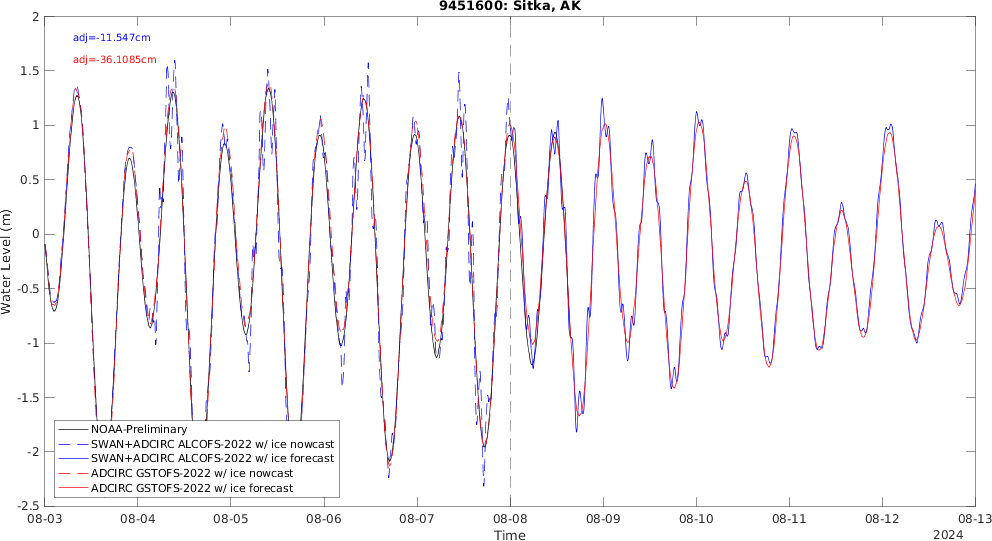 9451600: Sitka, AK
adj=-11.547cm
adj=-36.1085cm
Water Level (m)
2
1.5
1
0.5
0
-0.5
-1
-1.5
-2
-2.5
NOAA-Preliminary
SWAN+ADCIRC ALCOFS-2022 w/ ice nowcast
SWAN+ADCIRC ALCOFS-2022 w/ ice forecast
ADCIRC GSTOFS-2022 w/ ice nowcast
ADCIRC GSTOFS-2022 w/ ice forecast
08-03 08-04 08-05 08-06 08-07 08-08 08-09 08-10 08-11 08-12 08-13
Time
2024